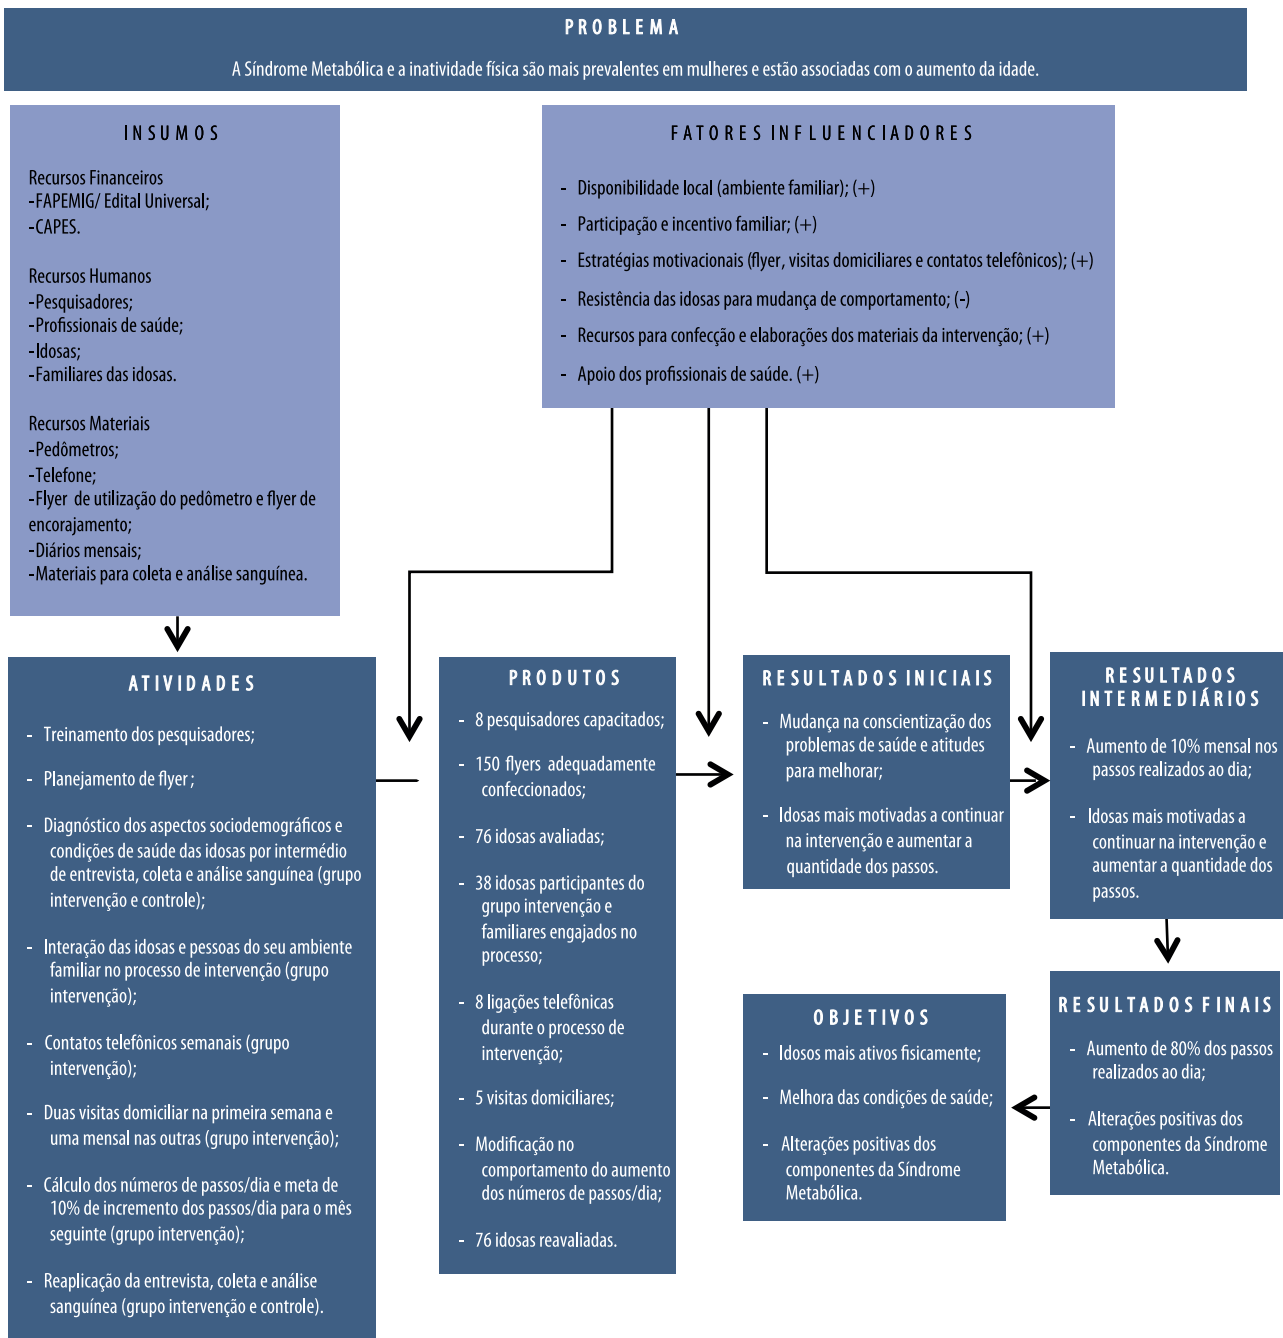 PROBLEMA
A Síndrome Metabólica e a inatividade física são mais prevalentes em mulheres e estão associadas com o aumento da idade.
INSUMOS
Recursos Financeiros
-FAPEMIG/ Edital Universal;
-CAPES.
Recursos Humanos
-Pesquisadores;
-Profissionais de saúde;
-Idosas;
-Familiares das idosas.
Recursos Materiais
-Pedômetros;
-Telefone;
-Flyer de utilização do pedômetro e flyer de
encorajamento;
-Diários mensais;
-Materiais para coleta e análise sanguínea.
FATORES INFLUENCIADORES
- Disponibilidade local (ambiente familiar); (+)
- Participação e incentivo familiar; (+)
- Estratégias motivacionais (flyer, visitas domiciliares e contatos telefônicos); (+)
- Resistência das idosas para mudança de comportamento; (-)
- Recursos para confecção e elaborações dos materiais da intervenção; (+)
- Apoio dos profissionais de saúde. (+)
ATIVIDADES
- Treinamento dos pesquisadores;
- Planejamento de flyer ;
- Diagnóstico dos aspectos sociodemográficos e
condições de saúde das idosas por intermédio
de entrevista, coleta e análise sanguínea (grupo
intervenção e controle);
- Interação das idosas e pessoas do seu ambiente
familiar no processo de intervenção (grupo
intervenção);
- Contatos telefônicos semanais (grupo
intervenção);
- Duas visitas domiciliar na primeira semana e
uma mensal nas outras (grupo intervenção);
- Cálculo dos números de passos/dia e meta de
10% de incremento dos passos/dia para o mês
seguinte (grupo intervenção);
- Reaplicação da entrevista, coleta e análise
sanguínea (grupo intervenção e controle).
PRODUTOS
- 8 pesquisadores capacitados;
- 150 flyers adequadamente
confeccionados;
- 76 idosas avaliadas;
- 38 idosas participantes do
grupo intervenção e
familiares engajados no
processo;
- 8 ligações telefônicas
durante o processo de
intervenção;
- 5 visitas domiciliares;
- Modificação no
comportamento do aumento
dos números de passos/dia;
- 76 idosas reavaliadas.
RESULTADOS INICIAIS
- Mudança na conscientização dos
problemas de saúde e atitudes
para melhorar;
- Idosas mais motivadas a continuar
na intervenção e aumentar a
quantidade dos passos.
RESULTADOS
INTERMEDIÁRIOS
- Aumento de 10% mensal nos
passos realizados ao dia;
- Idosas mais motivadas a
continuar na intervenção e
aumentar a quantidade dos
passos.
RESULTADOS FINAIS
- Aumento de 80% dos passos
realizados ao dia;
- Alterações positivas dos
componentes da Síndrome
Metabólica.
OBJETIVOS
- Idosos mais ativos fisicamente;
- Melhora das condições de saúde;
- Alterações positivas dos
componentes da Síndrome
Metabólica.